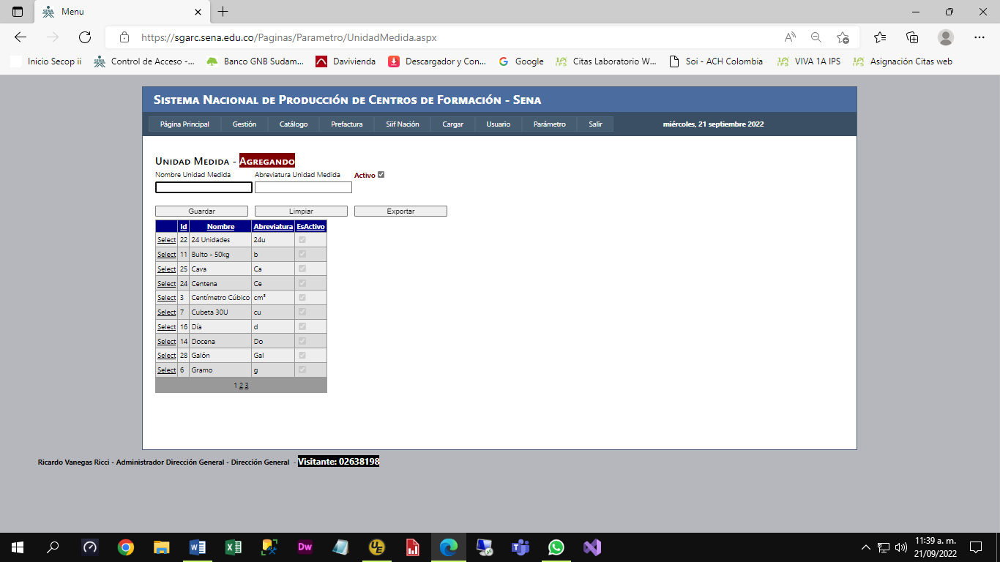 Menu
https://sgarc.sena.edu.co/Paginas/Parametro/UnidadMedida.aspx
Inicio Secop ii Control de Acceso -... Banco GNB Sudam... Davivienda Descargador y Con... Google Citas Laboratorio W... Soi - ACH Colombia VIVA 1A IPS Asignación Citas web
Sistema Nacional de Producción de Centros de Formación - Sena
Página Principal Gestión Catálogo Prefactura Siif Nación Cargar Usuario Parámetro Salir miércoles, 21 septiembre 2022
Unidad Medida - Agregando
Nombre Unidad Medida Abreviatura Unidad Medida Activo
Guardar Limpiar Exportar
Id Nombre Abreviatura EsActivo
Select 22 24 Unidades 24u
Select 11 Bulto - 50kg b
Select 25 Cava Ca
Select 24 Centena Ce
Select 3 Centímetro Cúbico cm³
Select 7 Cubeta 30U cu
Select 16 Día d
Select 14 Docena Do
Select 28 Galón Gal
Select 6 Gramo g
1 2 3
Ricardo Vanegas Ricci - Administrador Dirección General - Dirección General - Visitante: 02638198
11:39 a. m.
21/09/2022